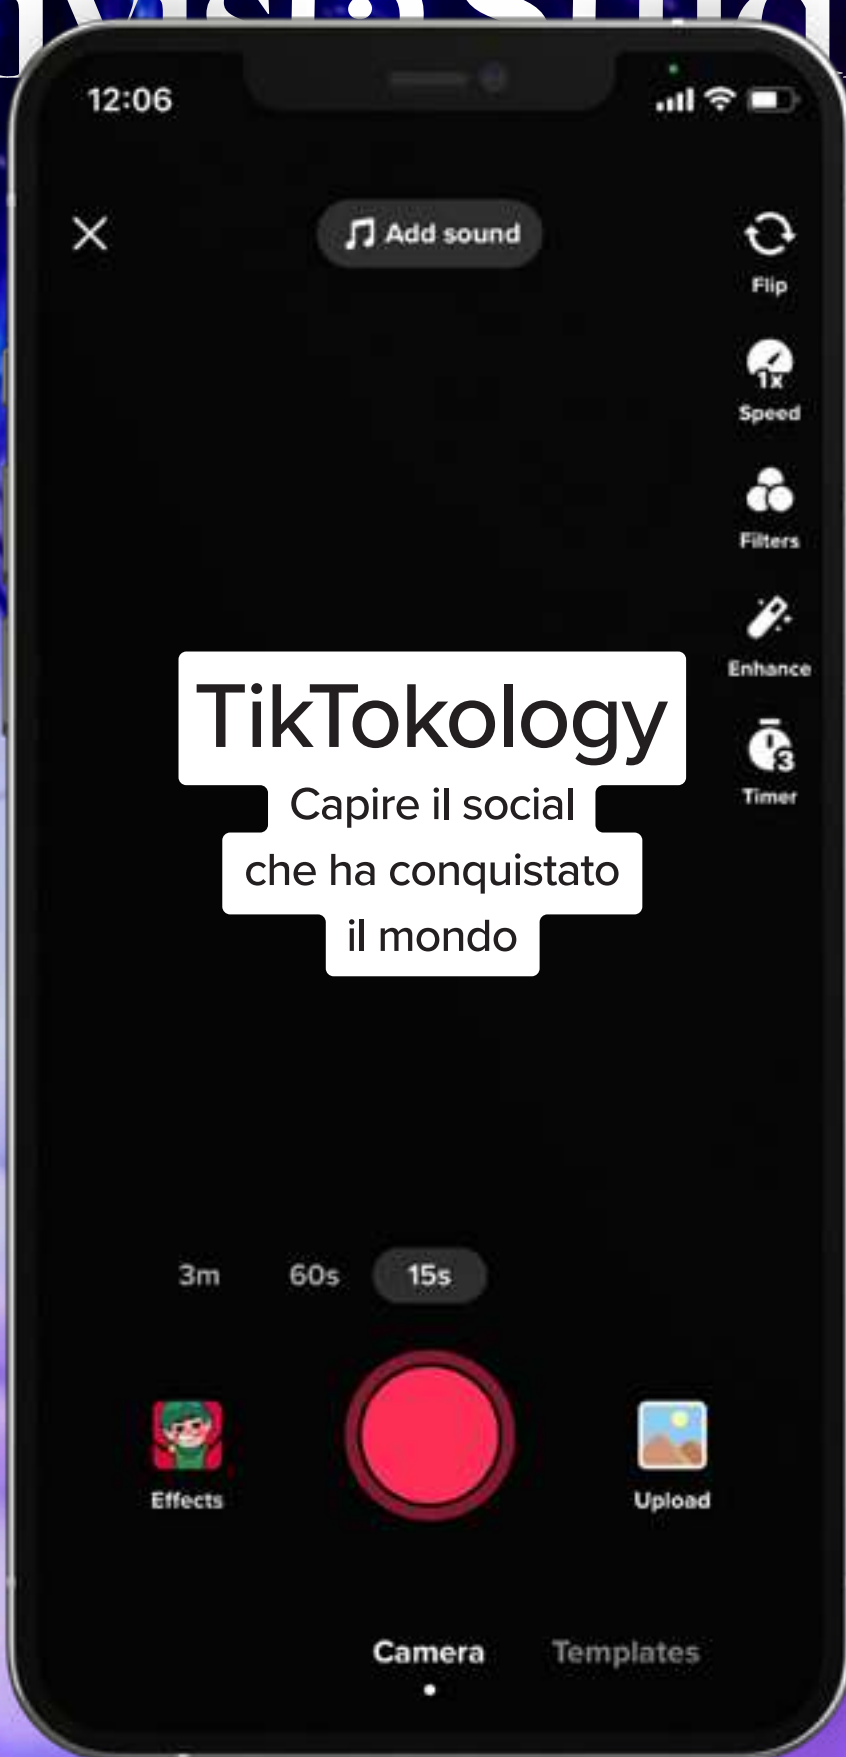 12:06
Add sound
Flip
1x
Speed
Filters
Enhance
TikTokology
Capire il social
che ha conquistato
il mondo
3
Timer
3m 60s 15s
Effects
Upload
Camera Templates